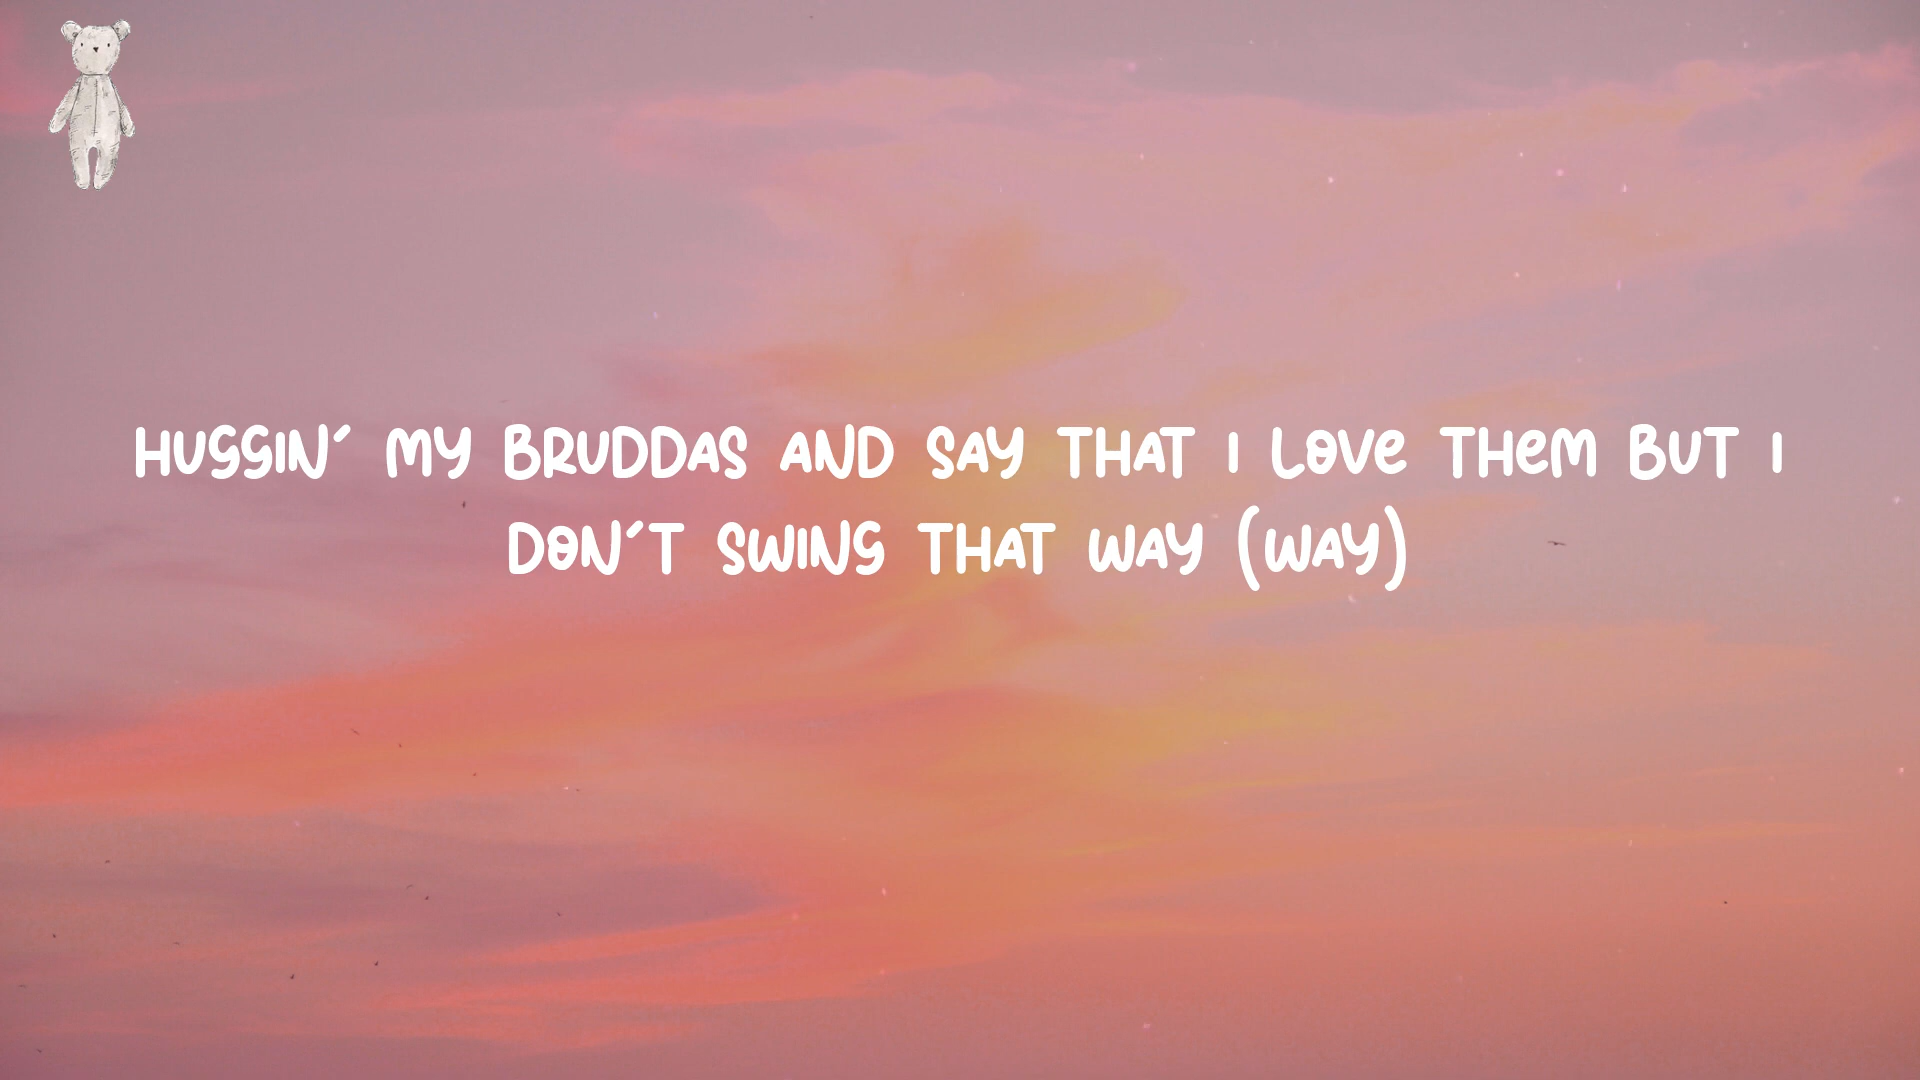 HUGGIN' MY BRUDDAS AND SAY THAT I LOVE THEM BUT I
DON'T SWING THAT WAY (WAY)